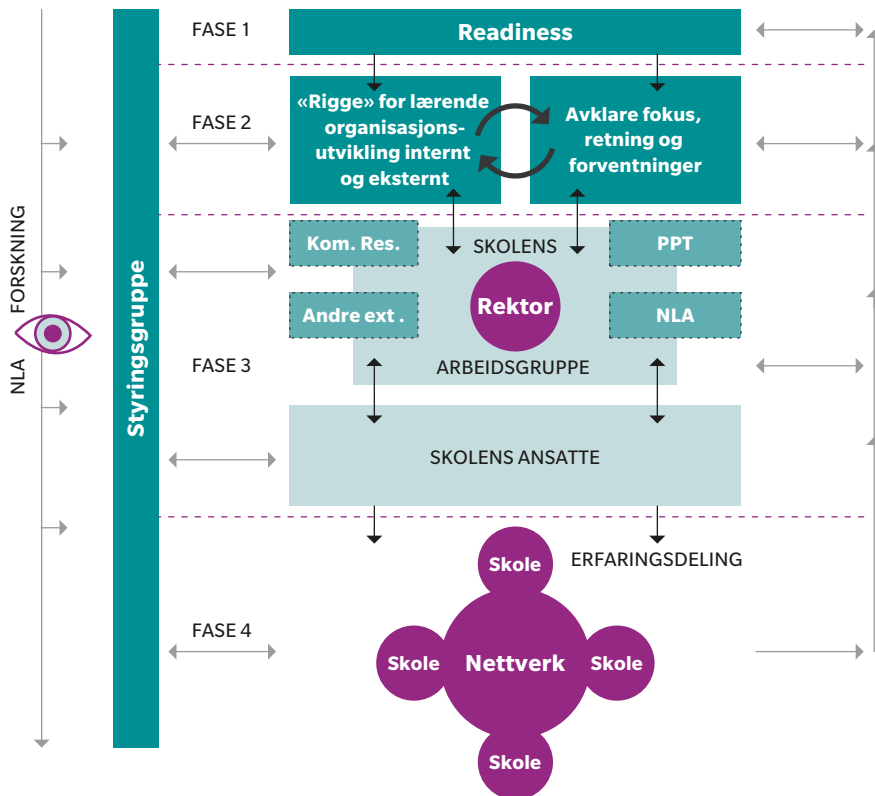 FASE 1
Readiness
FASE 2
«Rigge» for lærende
organisasjons-
utvikling internt
og eksternt
Avklare fokus,
retning og
forventninger
NLA FORSKNING
Styringsgruppe
FASE 3
Kom. Res.
SKOLENS
PPT
Andre ext .
Rektor
NLA
ARBEIDSGRUPPE
SKOLENS ANSATTE
ERFARINGSDELING
FASE 4
Skole
Skole
Nettverk
Skole
Skole